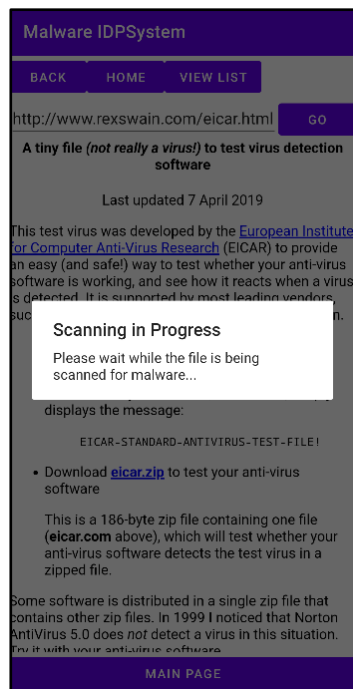 Malware IDPSystem
BACK HOME VIEW LIST
http://www.rexswain.com/eicar.html GO
A tiny file (not really a virus!) to test virus detection
software
Last updated 7 April 2019
This test virus was developed by the European Institute
for Computer Anti-Virus Research (EICAR) to provide
an easy (and safe!) way to test whether your anti-virus
software is working, and see how it reacts when a virus
is detected. It is supported by most leading vendors,
Scanning in Progress
Please wait while the file is being
scanned for malware...
displays the message:
EICAR-STANDARD-ANTIVIRUS-TEST-FILE!
• Download eicar.zip to test your anti-virus
software
This is a 186-byte zip file containing one file
(eicar.com above), which will test whether your
anti-virus software detects the test virus in a
zipped file.
Some software is distributed in a single zip file that
contains other zip files. In 1999 I noticed that Norton
AntiVirus 5.0 does not detect a virus in this situation.
Try it with your anti-virus software
MAIN PAGE